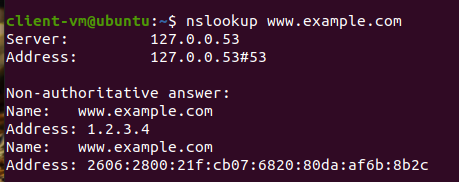 client-vm@ubuntu:~$ nslookup www.example.com
Server:         127.0.0.53
Address:        127.0.0.53#53

Non-authoritative answer:
Name:   www.example.com
Address: 1.2.3.4
Name:   www.example.com
Address: 2606:2800:21f:cb07:6820:80da:af6b:8b2c